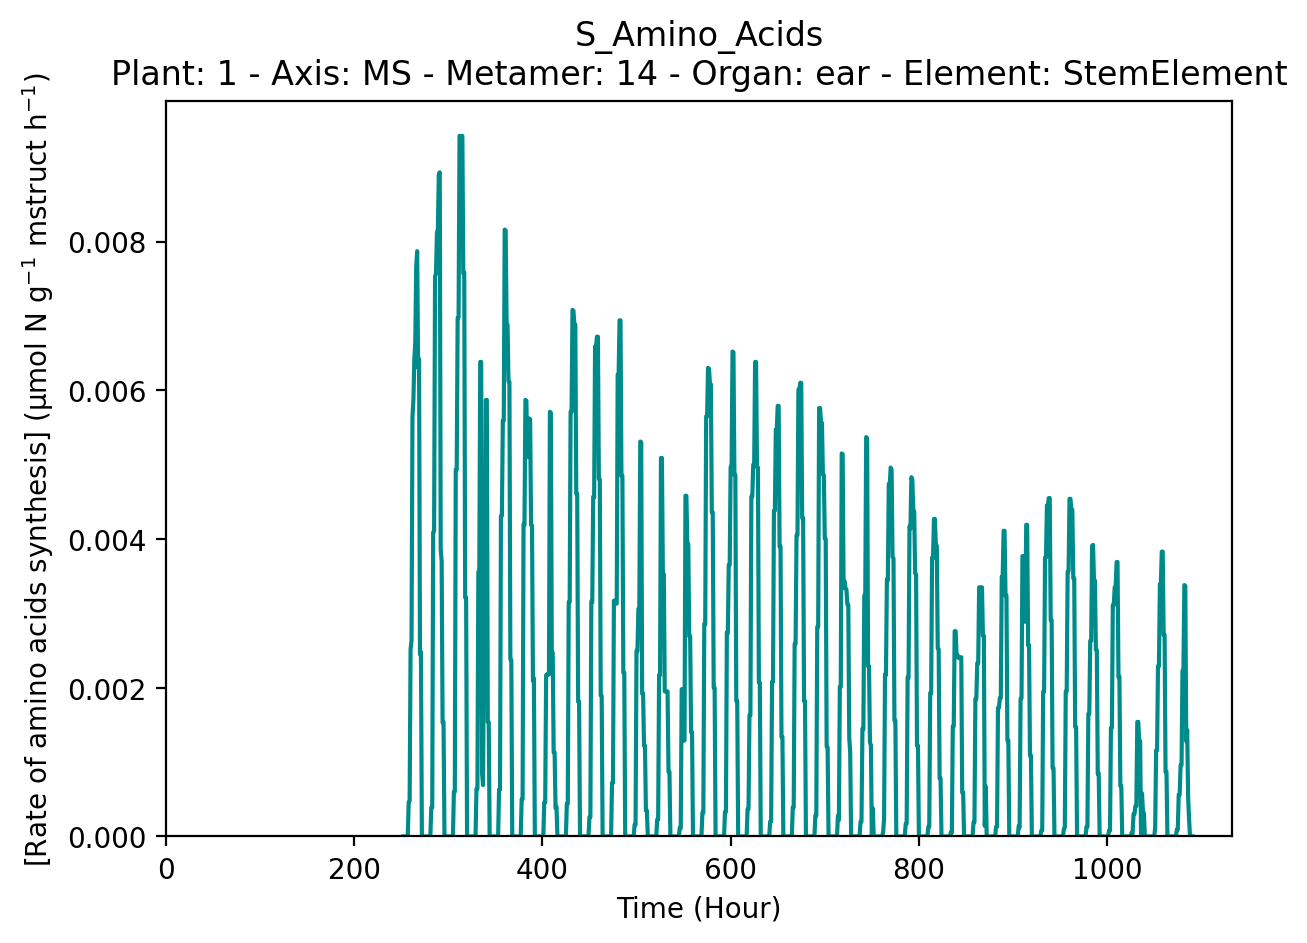 S_Amino_Acids
Plant: 1 - Axis: MS - Metamer: 14 - Organ: ear - Element: StemElement
[Rate of amino acids synthesis] (µmol N g⁻¹ mstruct h⁻¹)
0.008
0.006
0.004
0.002
0.000
0 200 400 600 800 1000
Time (Hour)